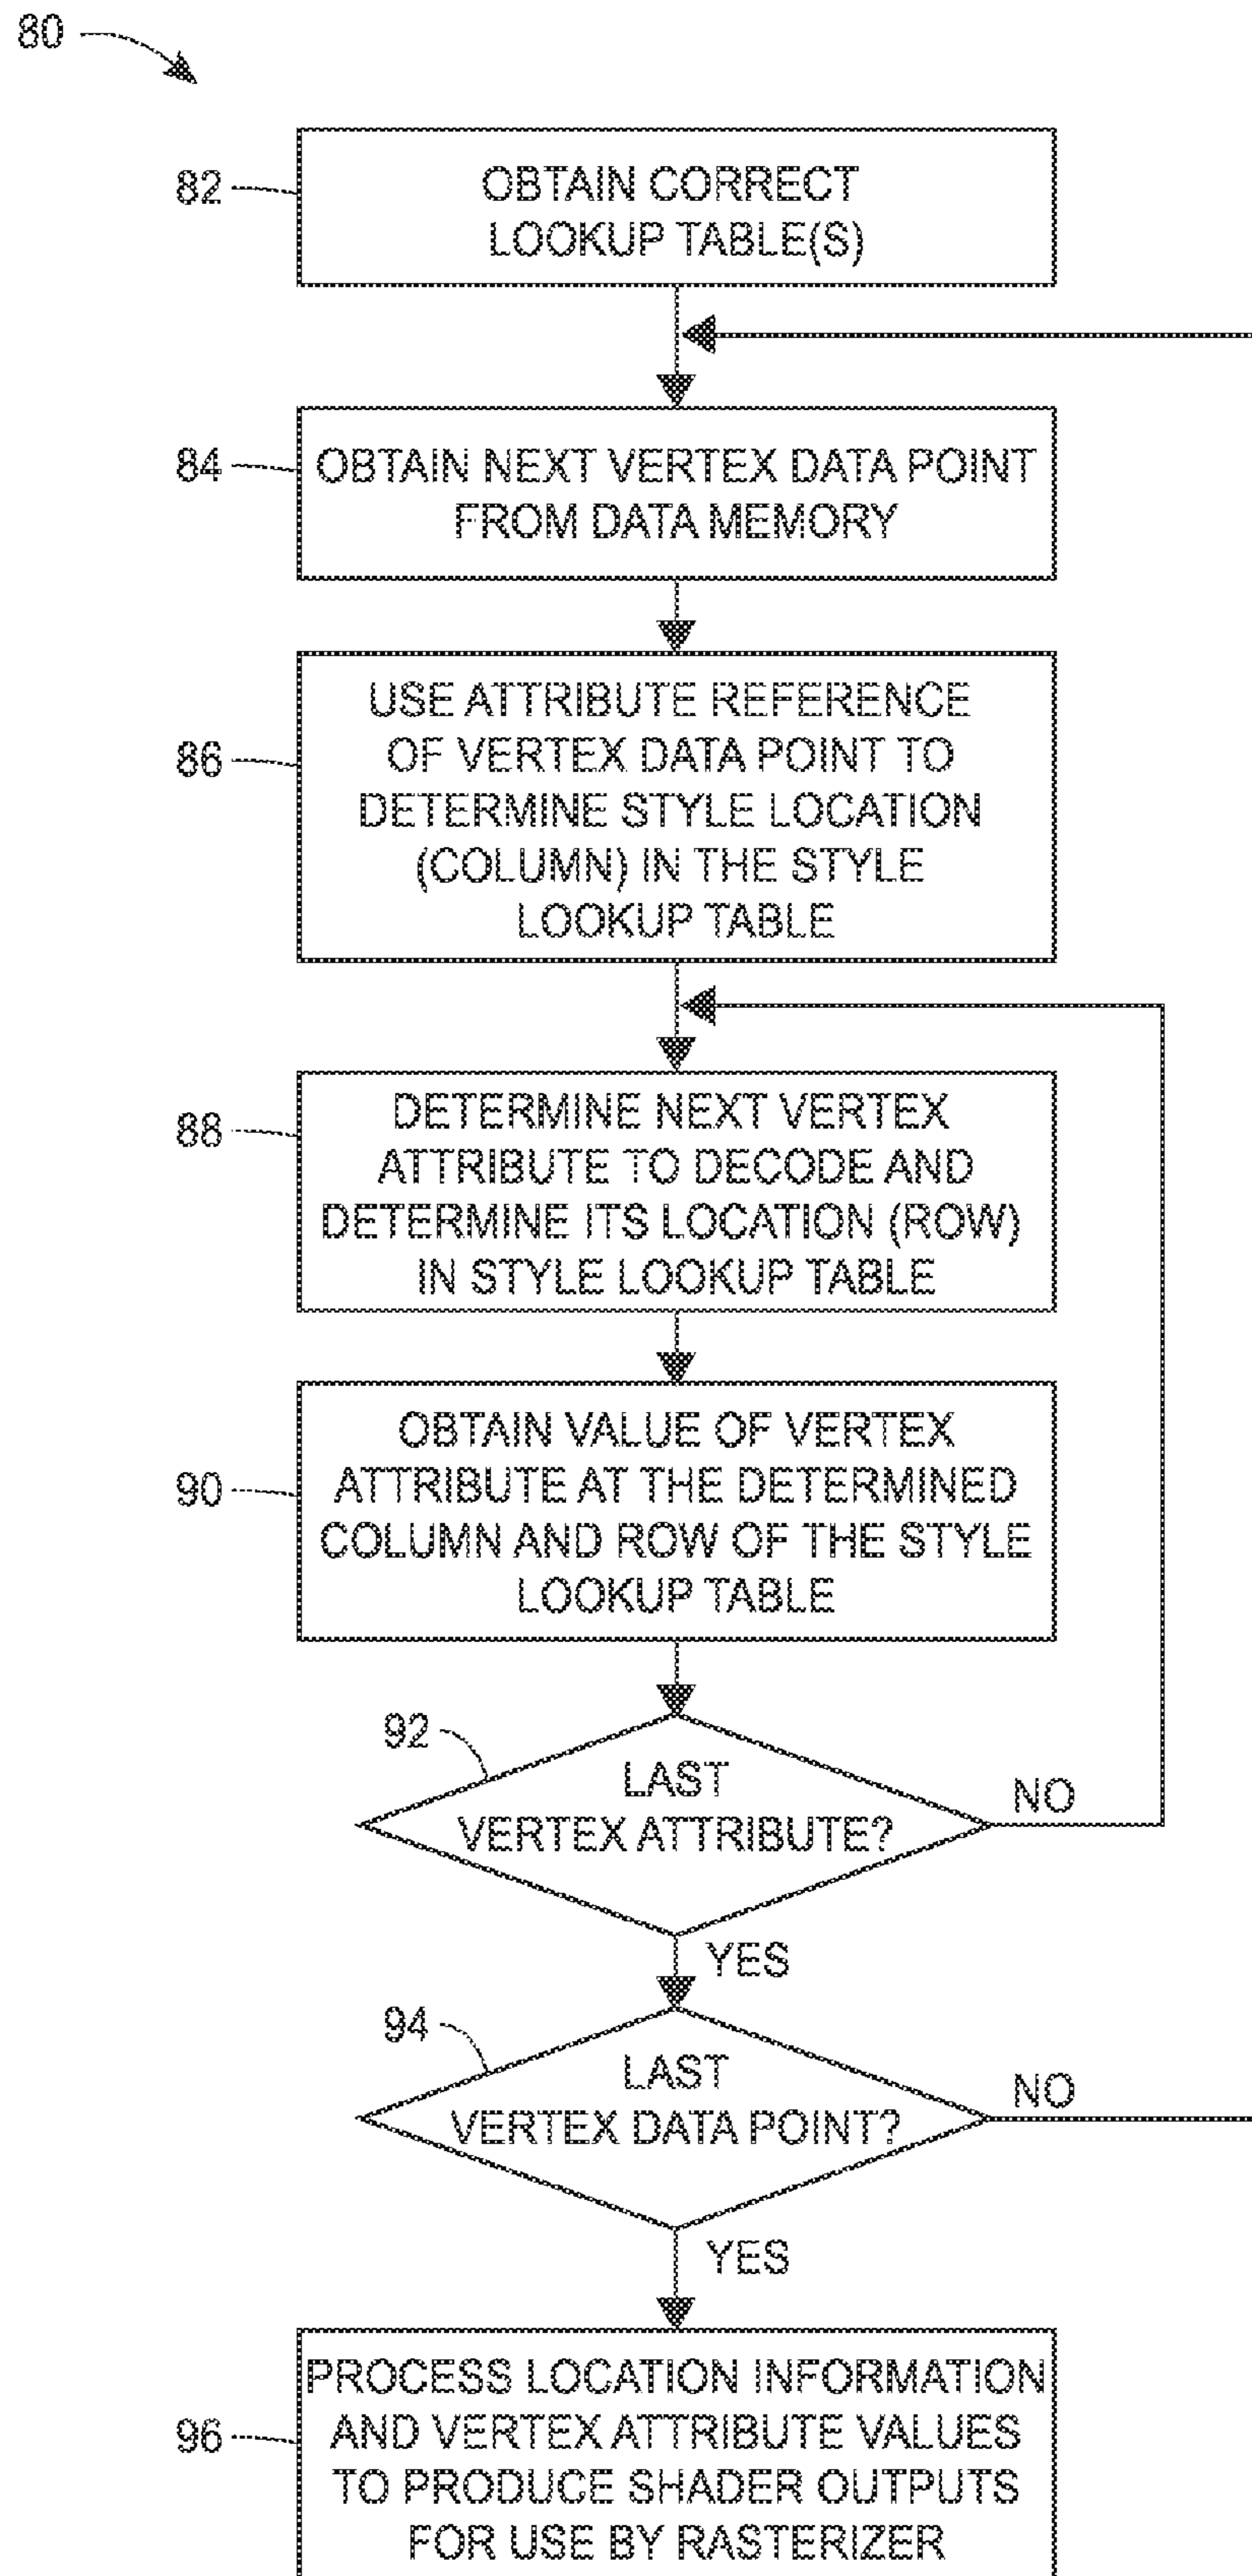 80
82
OBTAIN CORRECT
LOOKUP TABLE(S)
84
OBTAIN NEXT VERTEX DATA POINT
FROM DATA MEMORY
86
USE ATTRIBUTE REFERENCE
OF VERTEX DATA POINT TO
DETERMINE STYLE LOCATION
(COLUMN) IN THE STYLE
LOOKUP TABLE
88
DETERMINE NEXT VERTEX
ATTRIBUTE TO DECODE AND
DETERMINE ITS LOCATION (ROW)
IN STYLE LOOKUP TABLE
90
OBTAIN VALUE OF VERTEX
ATTRIBUTE AT THE DETERMINED
COLUMN AND ROW OF THE STYLE
LOOKUP TABLE
92
LAST
VERTEX ATTRIBUTE?
NO
YES
94
LAST
VERTEX DATA POINT?
NO
YES
96
PROCESS LOCATION INFORMATION
AND VERTEX ATTRIBUTE VALUES
TO PRODUCE SHADER OUTPUTS
FOR USE BY RASTERIZER